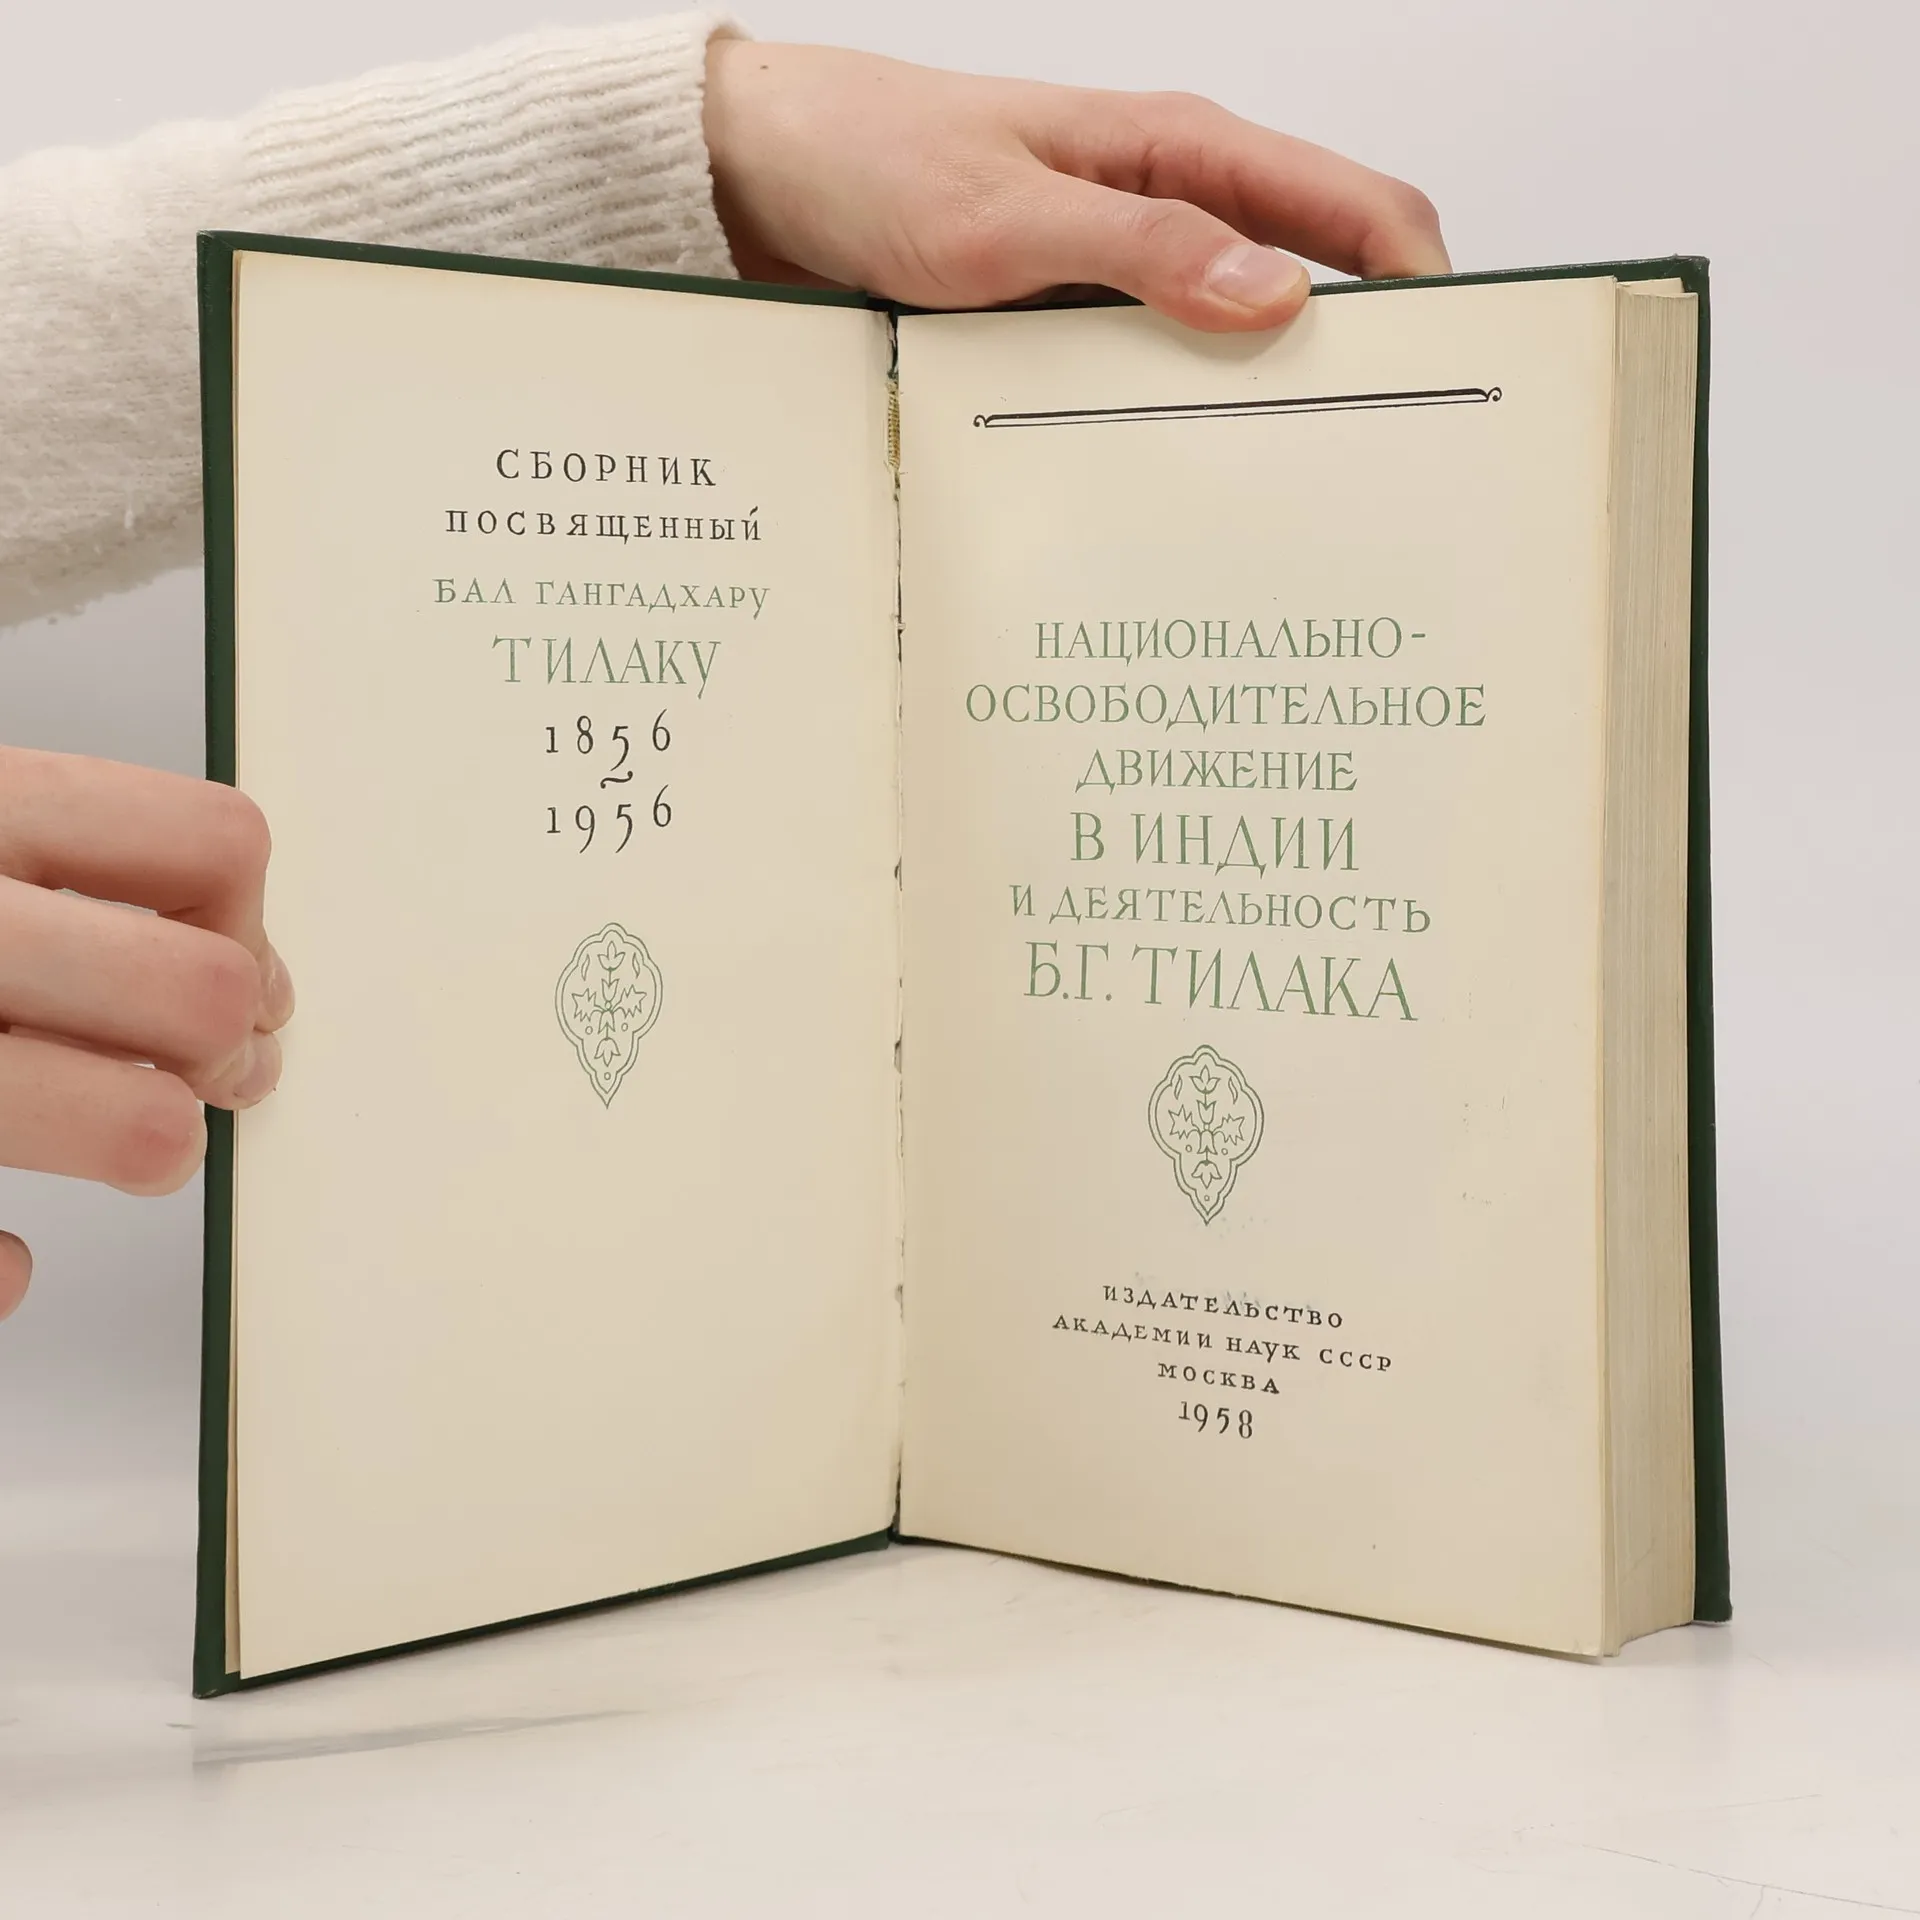 СБОРНИК
ПОСВЯЩЕННЫЙ
БАЛ ГАНГАДХАРУ
ТИЛАКУ
1856
~
1956
НАЦИОНАЛЬНО-
ОСВОБОДИТЕЛЬНОЕ
ДВИЖЕНИЕ
В ИНДИИ
И ДЕЯТЕЛЬНОСТЬ
Б.Г. ТИЛАКА
ИЗДАТЕЛЬСТВО
АКАДЕМИИ НАУК СССР
МОСКВА
1958